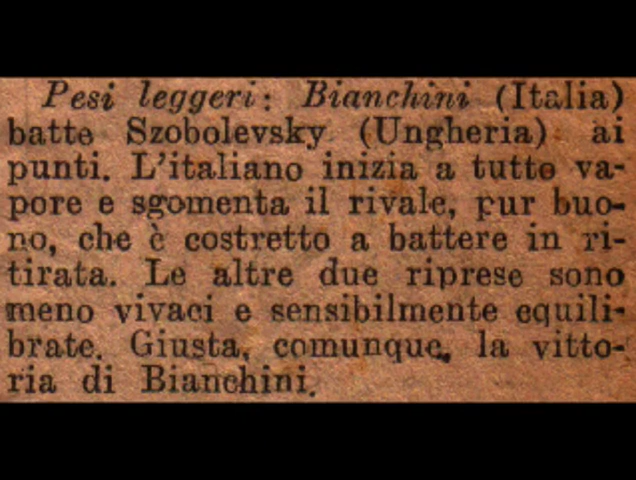 Pesi leggeri: Bianchini (Italia)
batte Szobolevsky (Ungheria) ai
punti. L'italiano inizia a tutto va-
pore e sgomenta il rivale, pur buo-
no, che è costretto a battere in ri-
tirata. Le altre due riprese sono
meno vivaci e sensibilmente equili-
brate. Giusta, comunque, la vitto-
ria di Bianchini.